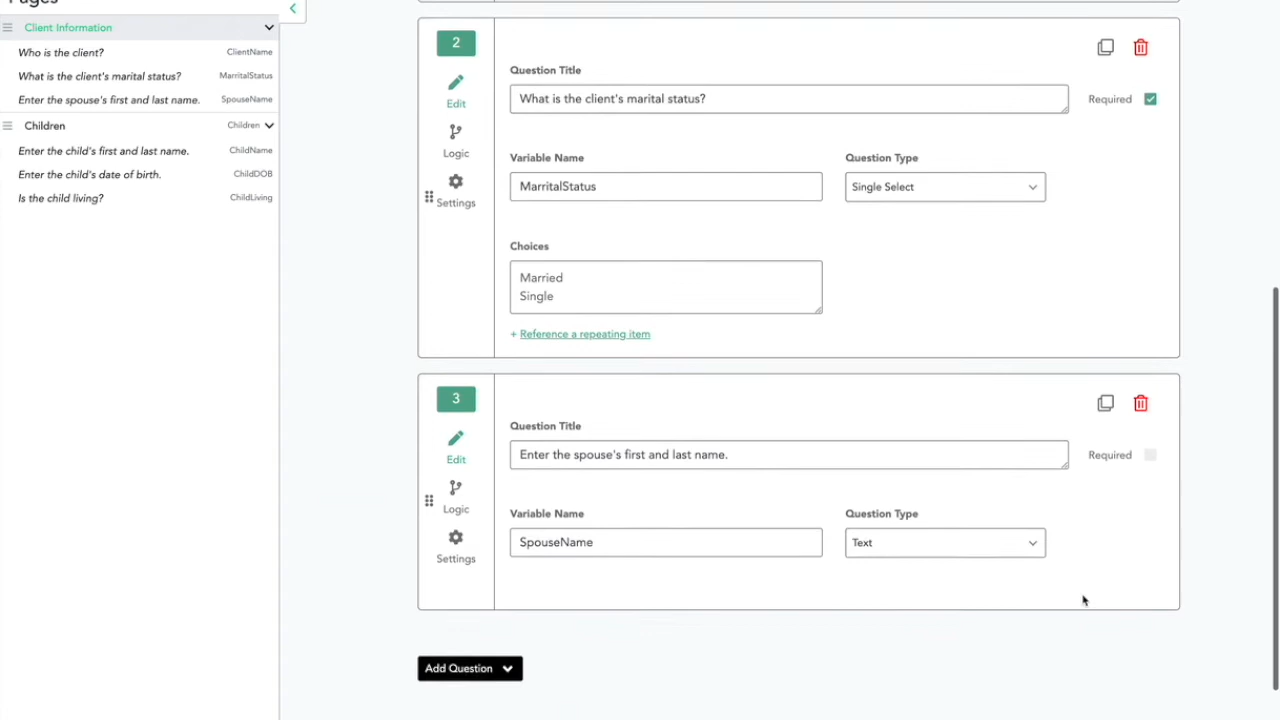 Pages
Client Information
Who is the client? ClientName
What is the client's marital status? MarritalStatus
Enter the spouse's first and last name. SpouseName
Children Children
Enter the child's first and last name. ChildName
Enter the child's date of birth. ChildDOB
Is the child living? ChildLiving
2
Edit
Logic
Settings
Question Title
What is the client's marital status?
Required
Variable Name Question Type
MarritalStatus Single Select
Choices
Married
Single
+ Reference a repeating item
3
Edit
Logic
Settings
Question Title
Enter the spouse's first and last name.
Required
Variable Name Question Type
SpouseName Text
Add Question